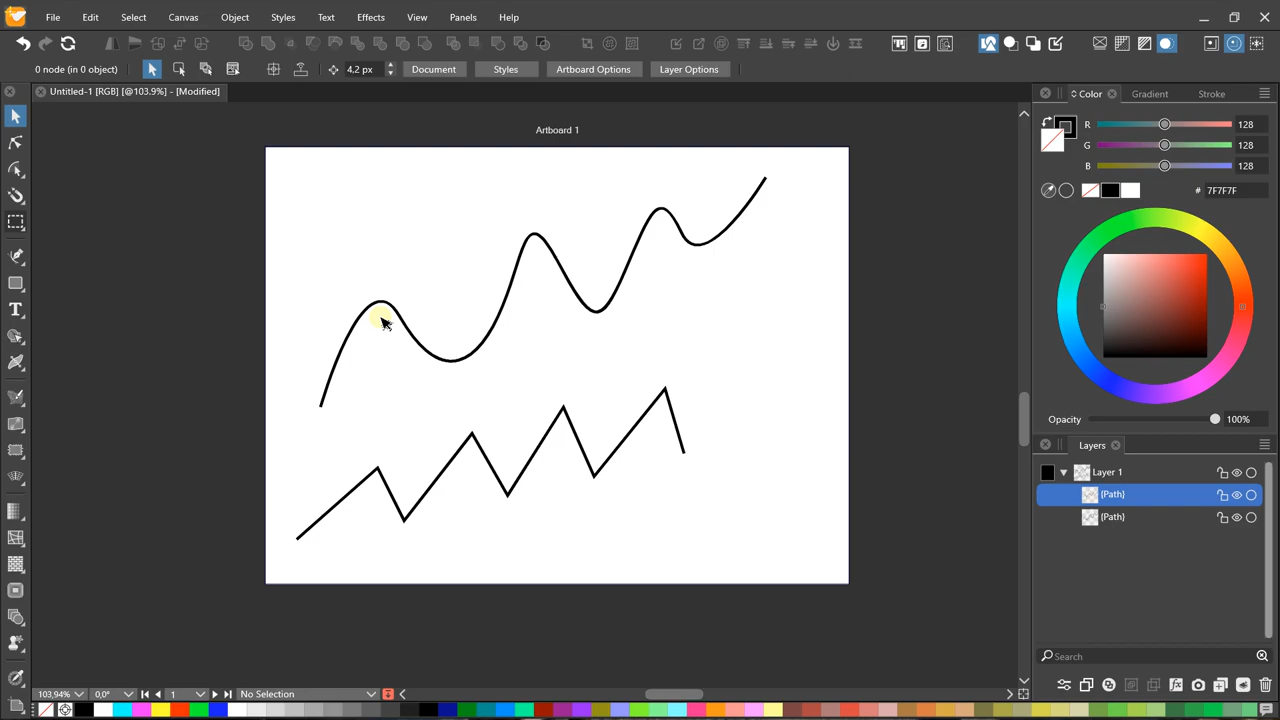 File Edit Select Canvas Object Styles Text Effects View Panels Help
0 node (in 0 object) 4,2 px Document Styles Artboard Options Layer Options
Untitled-1 [RGB] [@103.9%] - [Modified]
Color Gradient Stroke
Artboard 1
R 128
G 128
B 128
# 7F7F7F
Opacity 100%
Layers
Layer 1
{Path}
{Path}
Search
103,94% 0,0° 1 No Selection